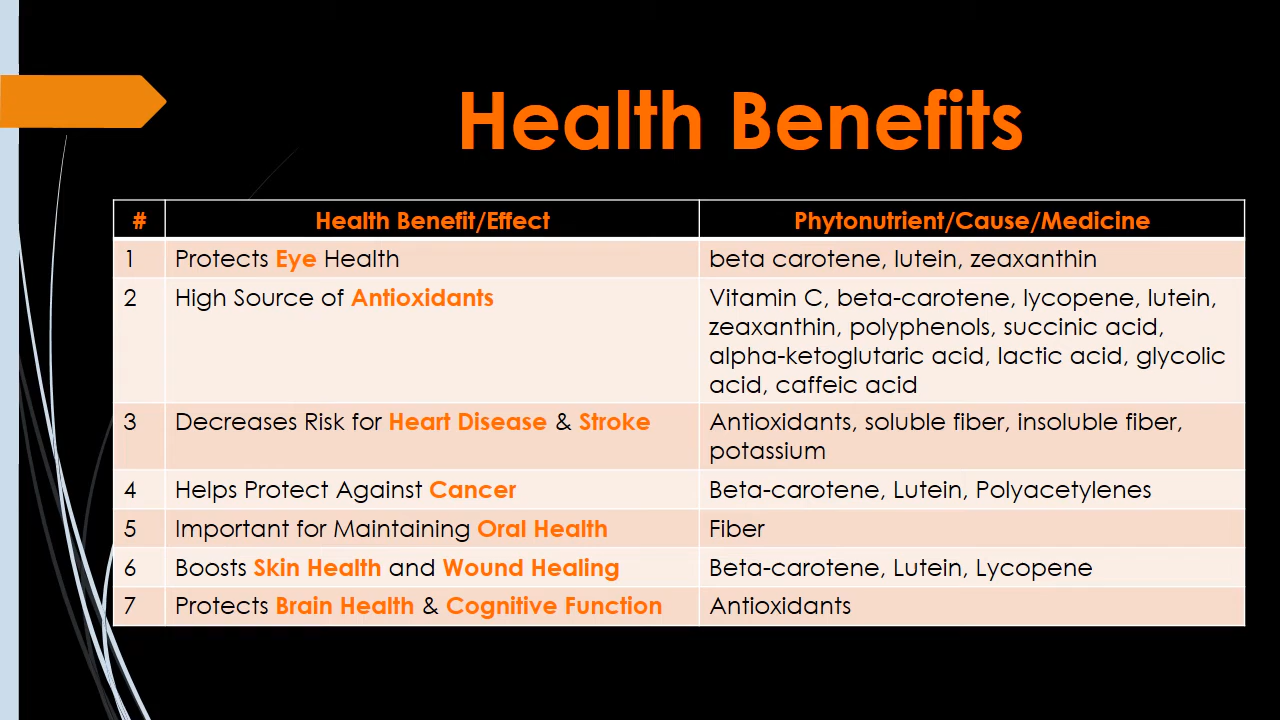 Health Benefits
# Health Benefit/Effect Phytonutrient/Cause/Medicine
1 Protects Eye Health beta carotene, lutein, zeaxanthin
2 High Source of Antioxidants Vitamin C, beta-carotene, lycopene, lutein,
zeaxanthin, polyphenols, succinic acid,
alpha-ketoglutaric acid, lactic acid, glycolic
acid, caffeic acid
3 Decreases Risk for Heart Disease & Stroke Antioxidants, soluble fiber, insoluble fiber,
potassium
4 Helps Protect Against Cancer Beta-carotene, Lutein, Polyacetylenes
5 Important for Maintaining Oral Health Fiber
6 Boosts Skin Health and Wound Healing Beta-carotene, Lutein, Lycopene
7 Protects Brain Health & Cognitive Function Antioxidants